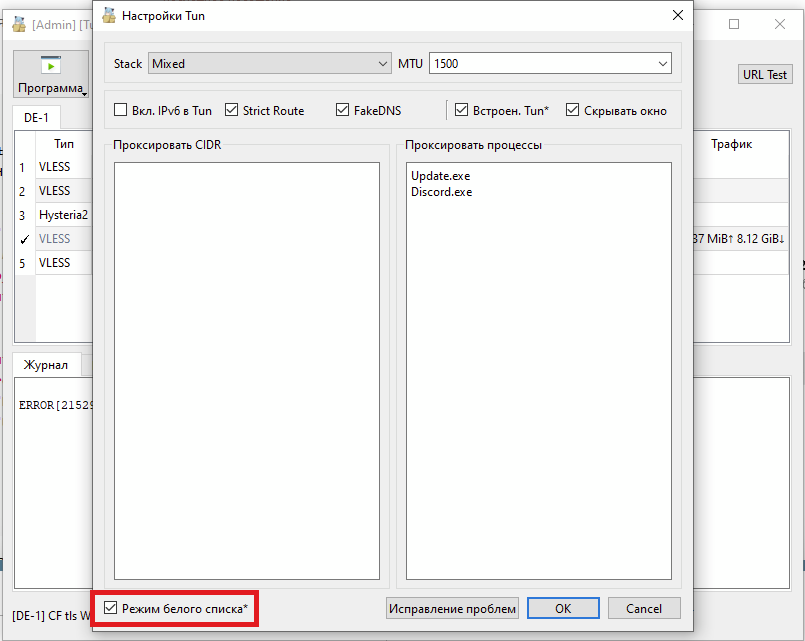 [Admin] [Tu
Настройки Tun
Программа
URL Test
Stack Mixed MTU 1500
Вкл. IPv6 в Tun Strict Route FakeDNS Встроен. Tun* Скрывать окно
DE-1
Тип
Трафик
1 VLESS
2 VLESS
3 Hysteria2
✓ VLESS
37 MiB↑ 8.12 GiB↓
5 VLESS
Проксировать CIDR
Проксировать процессы
Update.exe
Discord.exe
Журнал
ERROR[21529
Режим белого списка*
Исправление проблем
OK
Cancel
[DE-1] CF tls W